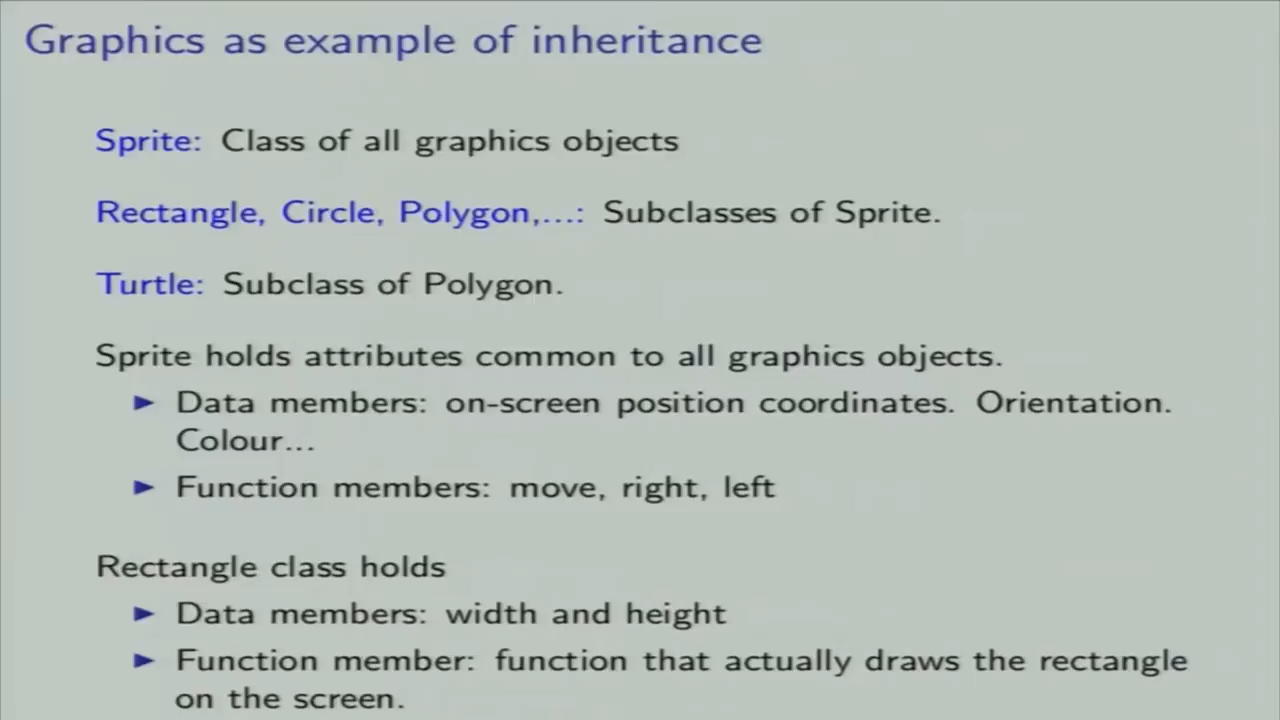 Graphics as example of inheritance
Sprite: Class of all graphics objects
Rectangle, Circle, Polygon,...: Subclasses of Sprite.
Turtle: Subclass of Polygon.
Sprite holds attributes common to all graphics objects.
▶ Data members: on-screen position coordinates. Orientation.
Colour...
▶ Function members: move, right, left
Rectangle class holds
▶ Data members: width and height
▶ Function member: function that actually draws the rectangle
on the screen.